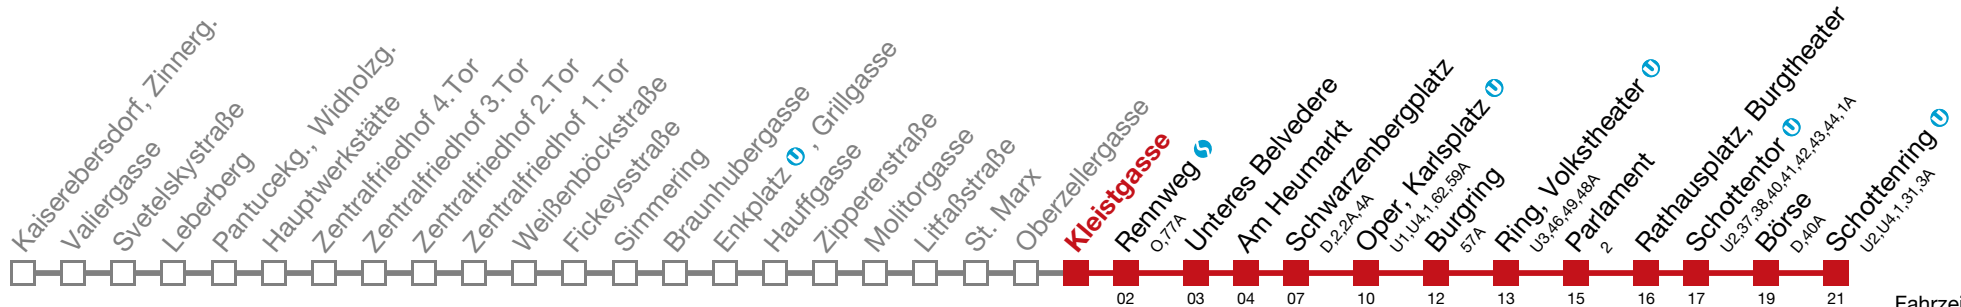 Kaiserebersdorf, Zinnerg.
Valiergasse
Svetelskystraße
Leberberg
Pantucekg., Widholzg.
Hauptwerkstätte
Zentralfriedhof 4.Tor
Zentralfriedhof 3.Tor
Zentralfriedhof 2.Tor
Zentralfriedhof 1.Tor
Weißenböckstraße
Fickeysstraße
Simmering
Braunhubergasse
Enkplatz U , Grillgasse
Hauffgasse
Zippererstraße
Molitorgasse
Litfaßstraße
St. Marx
Oberzellergasse
Kleistgasse
Rennweg S
O,77A
Unteres Belvedere
Am Heumarkt
Schwarzenbergplatz
D,2,2A,4A
Oper, Karlsplatz U
U1,U4,1,62,59A
Burgring
57A
Ring, Volkstheater U
U3,46,49,48A
Parlament
2
Rathausplatz, Burgtheater
Schottentor U
U2,37,38,40,41,42,43,44,1A
Börse
D,40A
Schottenring U
U2,U4,1,31,3A
02 03 04 07 10 12 13 15 16 17 19 21
Fahrzei